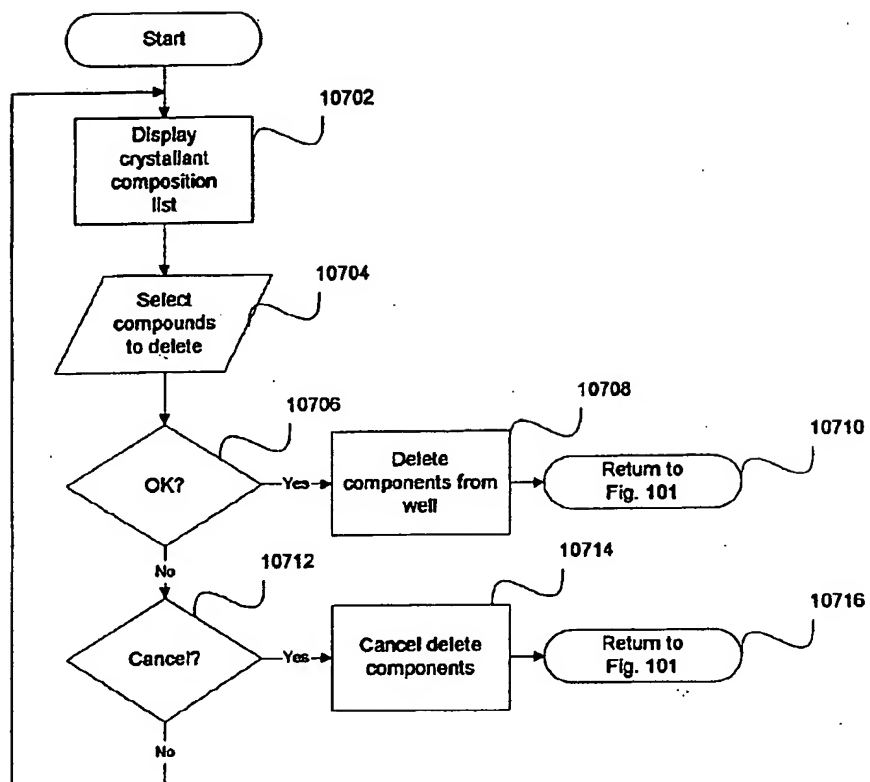 Start
10702
Display
crystallant
composition
list
10704
Select
compounds
to delete
10706
OK?
Yes
10708
Delete
components from
well
10710
Return to
Fig. 101
No
10712
Cancel?
Yes
10714
Cancel delete
components
10716
Return to
Fig. 101
No